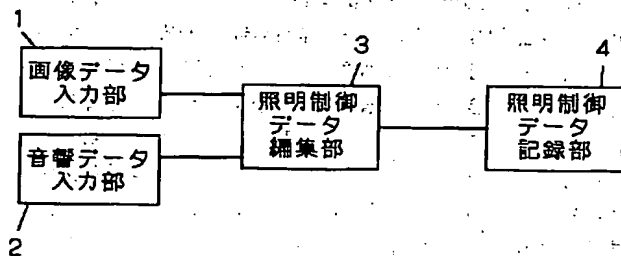 1
画像データ
入力部
音響データ
入力部
2
3
照明制御
データ
編集部
4
照明制御
データ
記録部